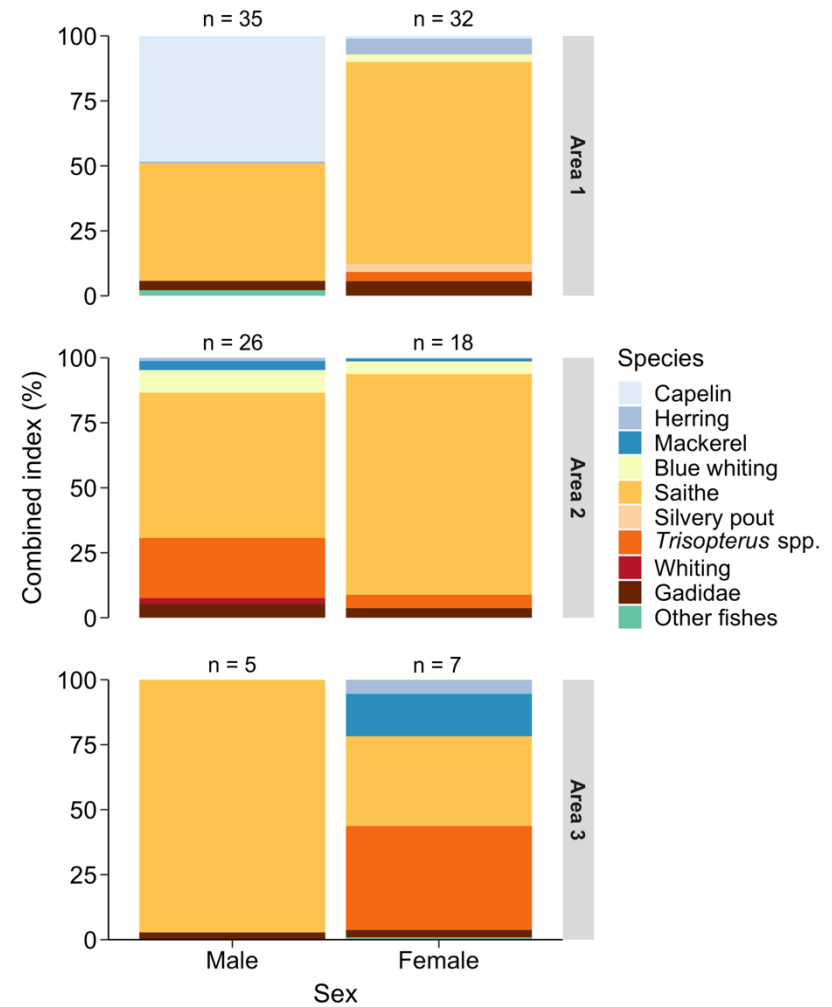 n = 35
n = 32
100
75
50
25
0
Area 1
n = 26
n = 18
100
75
50
25
0
Area 2
n = 5
n = 7
100
75
50
25
0
Area 3
Combined index (%)
Male
Female
Sex
Species
Capelin
Herring
Mackerel
Blue whiting
Saithe
Silvery pout
Trisopterus spp.
Whiting
Gadidae
Other fishes